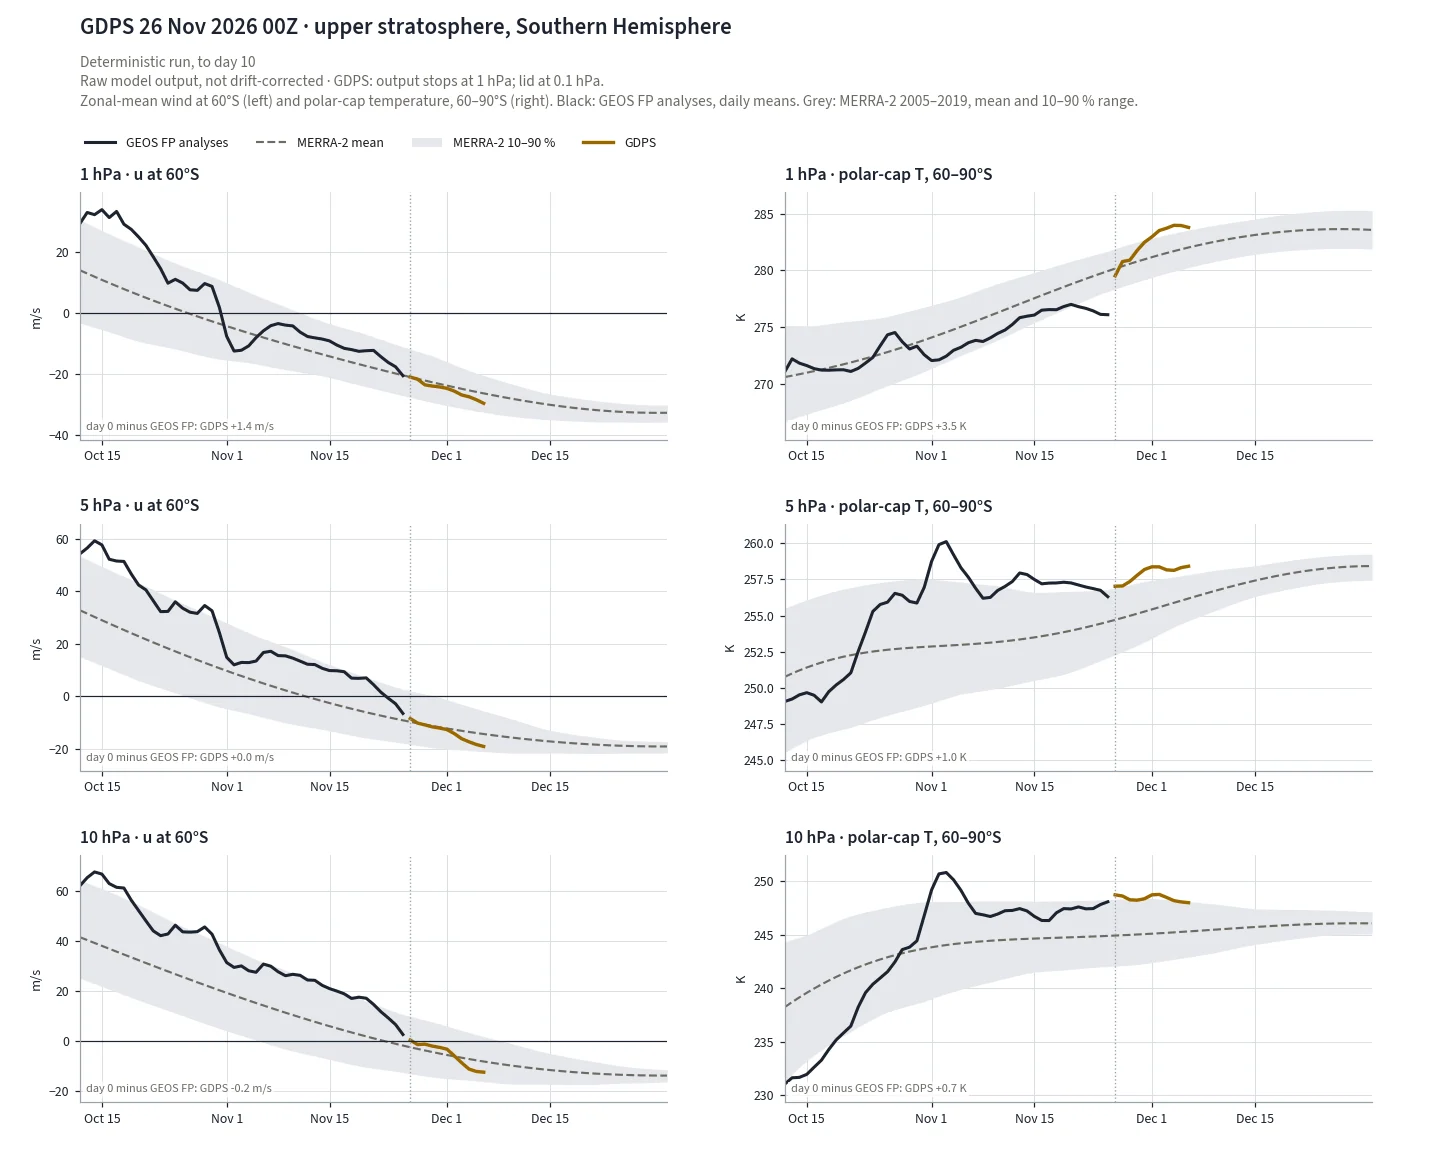 GDPS 26 Nov 2026 00Z · upper stratosphere, Southern Hemisphere
Deterministic run, to day 10
Raw model output, not drift-corrected · GDPS: output stops at 1 hPa; lid at 0.1 hPa.
Zonal-mean wind at 60°S (left) and polar-cap temperature, 60–90°S (right). Black: GEOS FP analyses, daily means. Grey: MERRA-2 2005–2019, mean and 10–90 % range.
GEOS FP analyses
MERRA-2 mean
MERRA-2 10–90 %
GDPS
1 hPa · u at 60°S
20
0
−20
−40
m/s
day 0 minus GEOS FP: GDPS +1.4 m/s
Oct 15
Nov 1
Nov 15
Dec 1
Dec 15
1 hPa · polar-cap T, 60–90°S
285
280
275
270
K
day 0 minus GEOS FP: GDPS +3.5 K
Oct 15
Nov 1
Nov 15
Dec 1
Dec 15
5 hPa · u at 60°S
60
40
20
0
−20
m/s
day 0 minus GEOS FP: GDPS +0.0 m/s
Oct 15
Nov 1
Nov 15
Dec 1
Dec 15
5 hPa · polar-cap T, 60–90°S
260.0
257.5
255.0
252.5
250.0
247.5
245.0
K
day 0 minus GEOS FP: GDPS +1.0 K
Oct 15
Nov 1
Nov 15
Dec 1
Dec 15
10 hPa · u at 60°S
60
40
20
0
−20
m/s
day 0 minus GEOS FP: GDPS -0.2 m/s
Oct 15
Nov 1
Nov 15
Dec 1
Dec 15
10 hPa · polar-cap T, 60–90°S
250
245
240
235
230
K
day 0 minus GEOS FP: GDPS +0.7 K
Oct 15
Nov 1
Nov 15
Dec 1
Dec 15